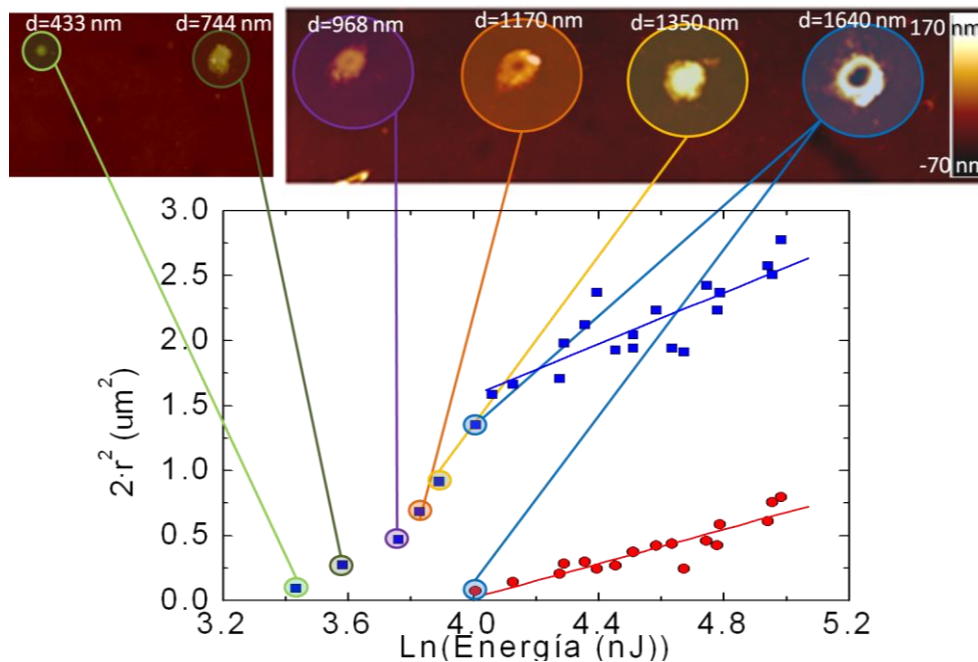 d=433 nm d=744 nm d=968 nm d=1170 nm d=1350 nm d=1640 nm 170 nm
-70 nm
3.0
2.5
2.0
1.5
1.0
0.5
0.0
2·r² (um²)
3.2 3.6 4.0 4.4 4.8 5.2
Ln(Energía (nJ))